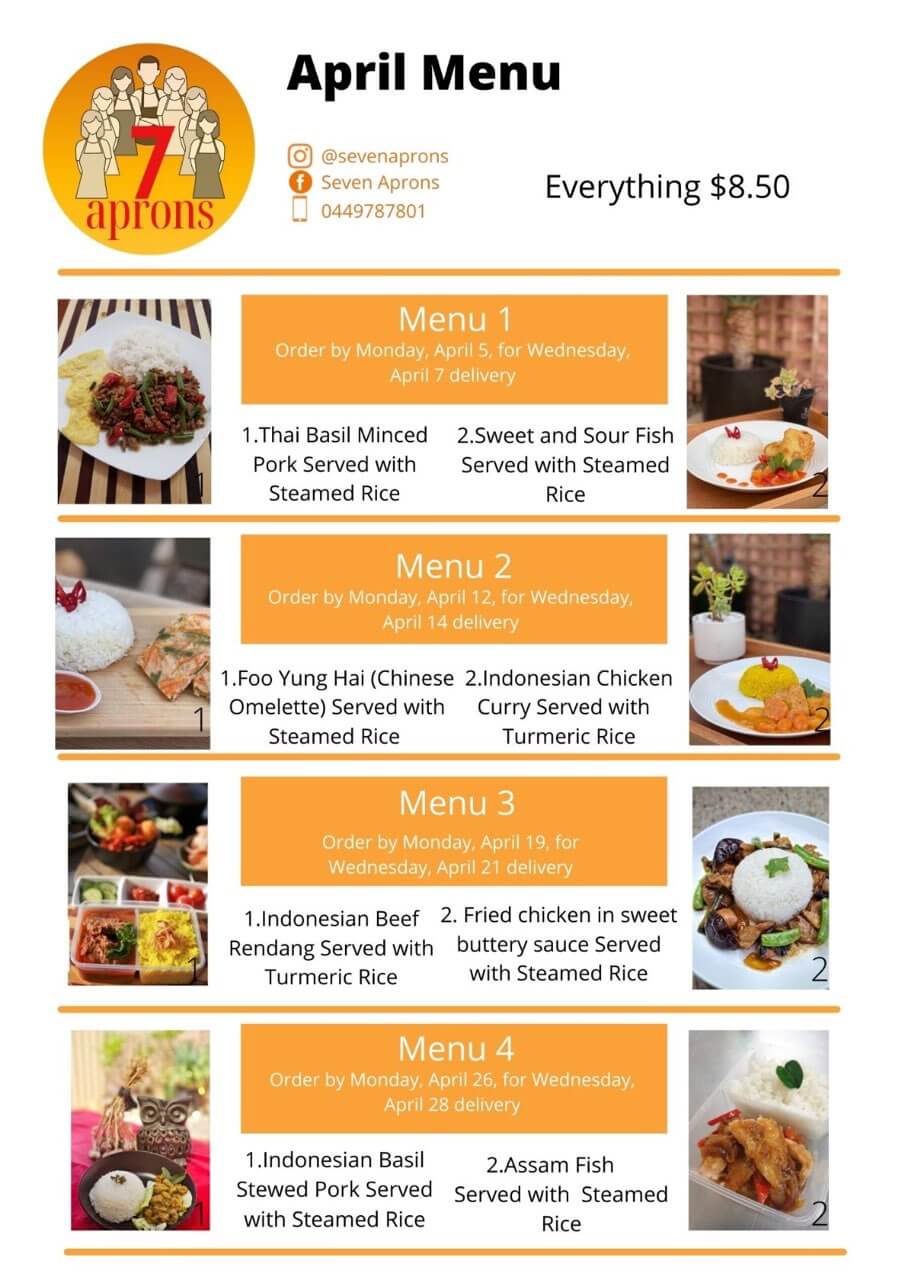 7
aprons
April Menu
@sevenaprons
Seven Aprons
0449787801
Everything $8.50
Menu 1
Order by Monday, April 5, for Wednesday,
April 7 delivery
1.Thai Basil Minced
Pork Served with
Steamed Rice
2.Sweet and Sour Fish
Served with Steamed
Rice
1
2
Menu 2
Order by Monday, April 12, for Wednesday,
April 14 delivery
1.Foo Yung Hai (Chinese
Omelette) Served with
Steamed Rice
2.Indonesian Chicken
Curry Served with
Turmeric Rice
1
2
Menu 3
Order by Monday, April 19, for
Wednesday, April 21 delivery
1.Indonesian Beef
Rendang Served with
Turmeric Rice
2. Fried chicken in sweet
buttery sauce Served
with Steamed Rice
1
2
Menu 4
Order by Monday, April 26, for Wednesday,
April 28 delivery
1.Indonesian Basil
Stewed Pork Served
with Steamed Rice
2.Assam Fish
Served with  Steamed
Rice
1
2